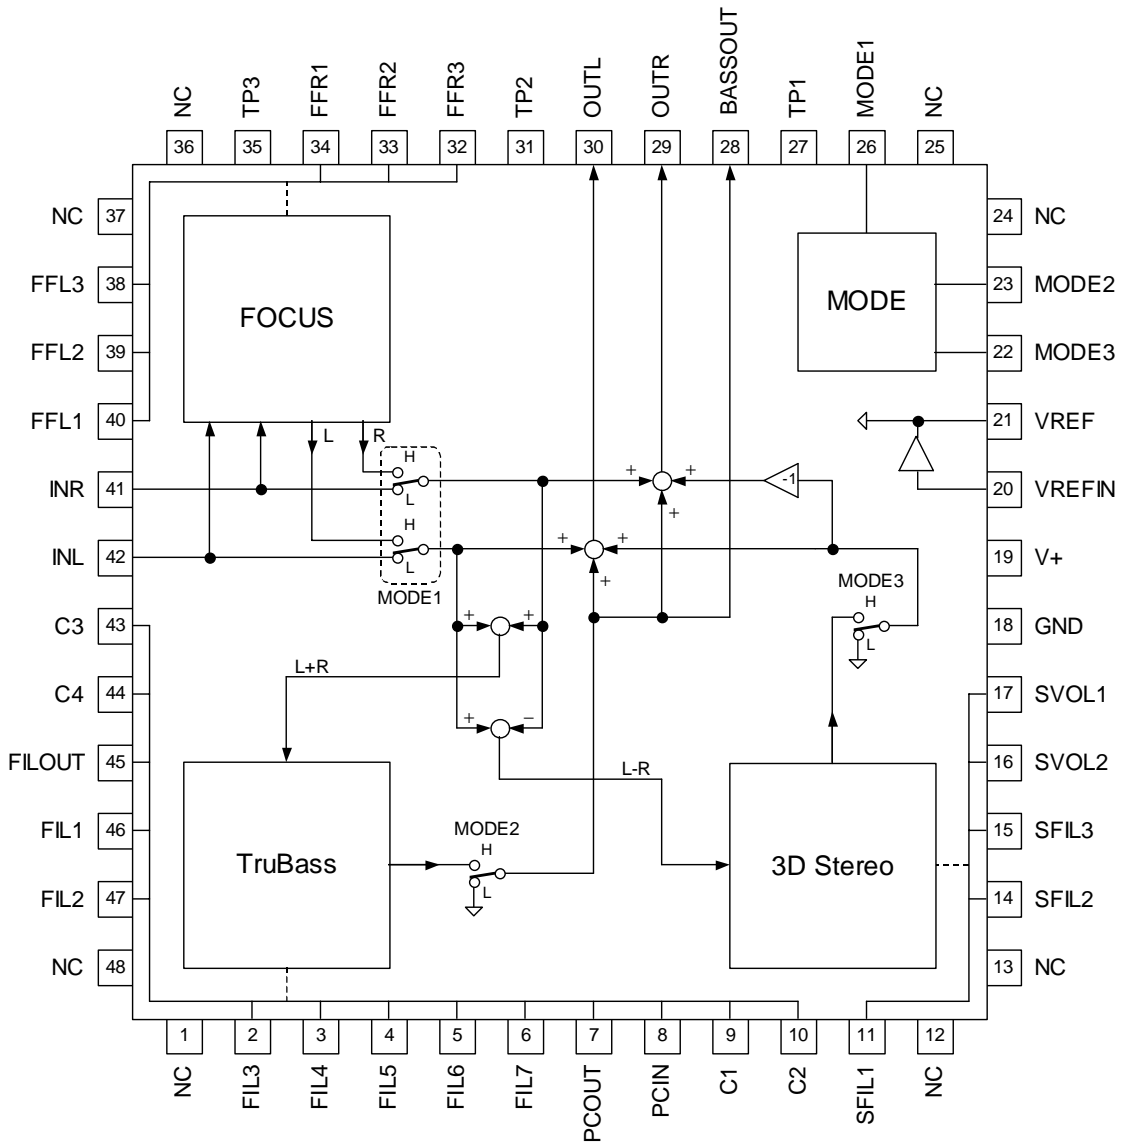 NC
TP3
FFR1
FFR2
FFR3
TP2
OUTL
OUTR
BASSOUT
TP1
MODE1
NC
36
35
34
33
32
31
30
29
28
27
26
25
NC 37
24 NC
FFL3 38
23 MODE2
FOCUS
MODE
FFL2 39
22 MODE3
FFL1 40
21 VREF
L
R
H
INR 41
L
+
+
-1
20 VREFIN
+
H
INL 42
L
+
+
19 V+
+
MODE1
MODE3
H
C3 43
+
+
L
18 GND
L+R
C4 44
17 SVOL1
+
−
FILOUT 45
L-R
16 SVOL2
FIL1 46
15 SFIL3
MODE2
H
TruBass
3D Stereo
L
FIL2 47
14 SFIL2
NC 48
13 NC
1
2
3
4
5
6
7
8
9
10
11
12
NC
FIL3
FIL4
FIL5
FIL6
FIL7
PCOUT
PCIN
C1
C2
SFIL1
NC